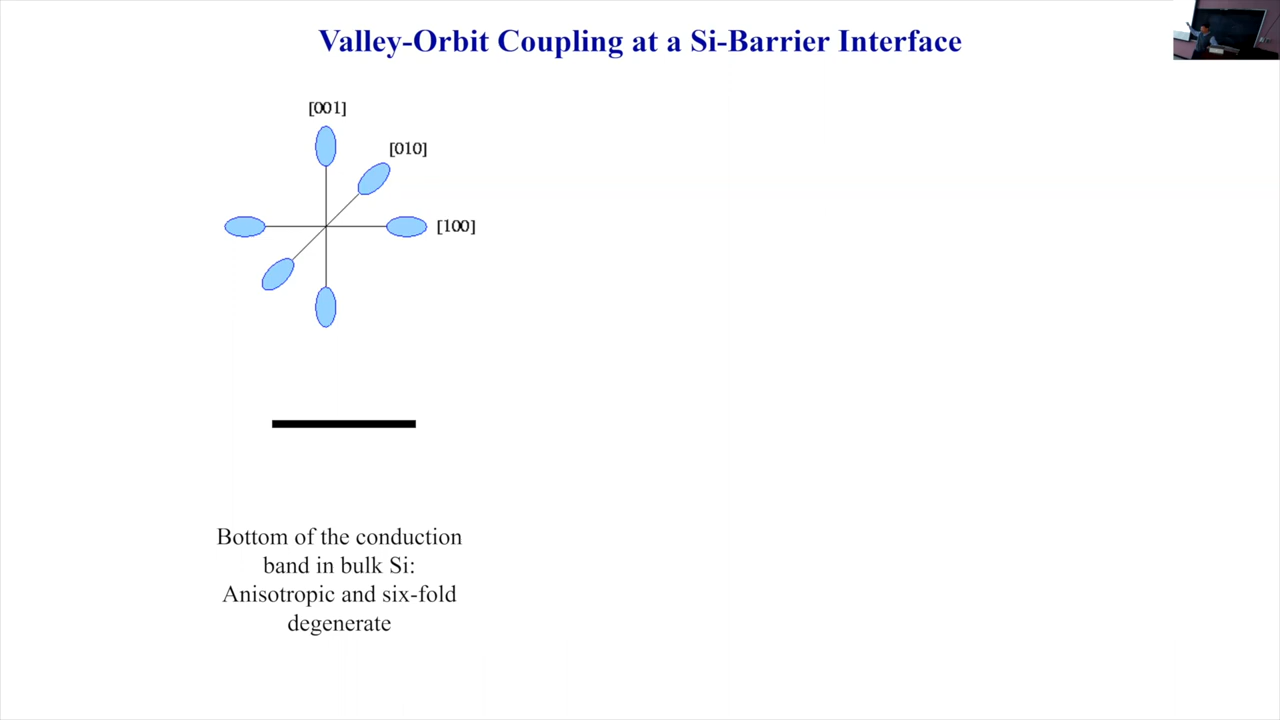 Valley-Orbit Coupling at a Si-Barrier Interface
[001]
[010]
[100]
Bottom of the conduction
band in bulk Si:
Anisotropic and six-fold
degenerate